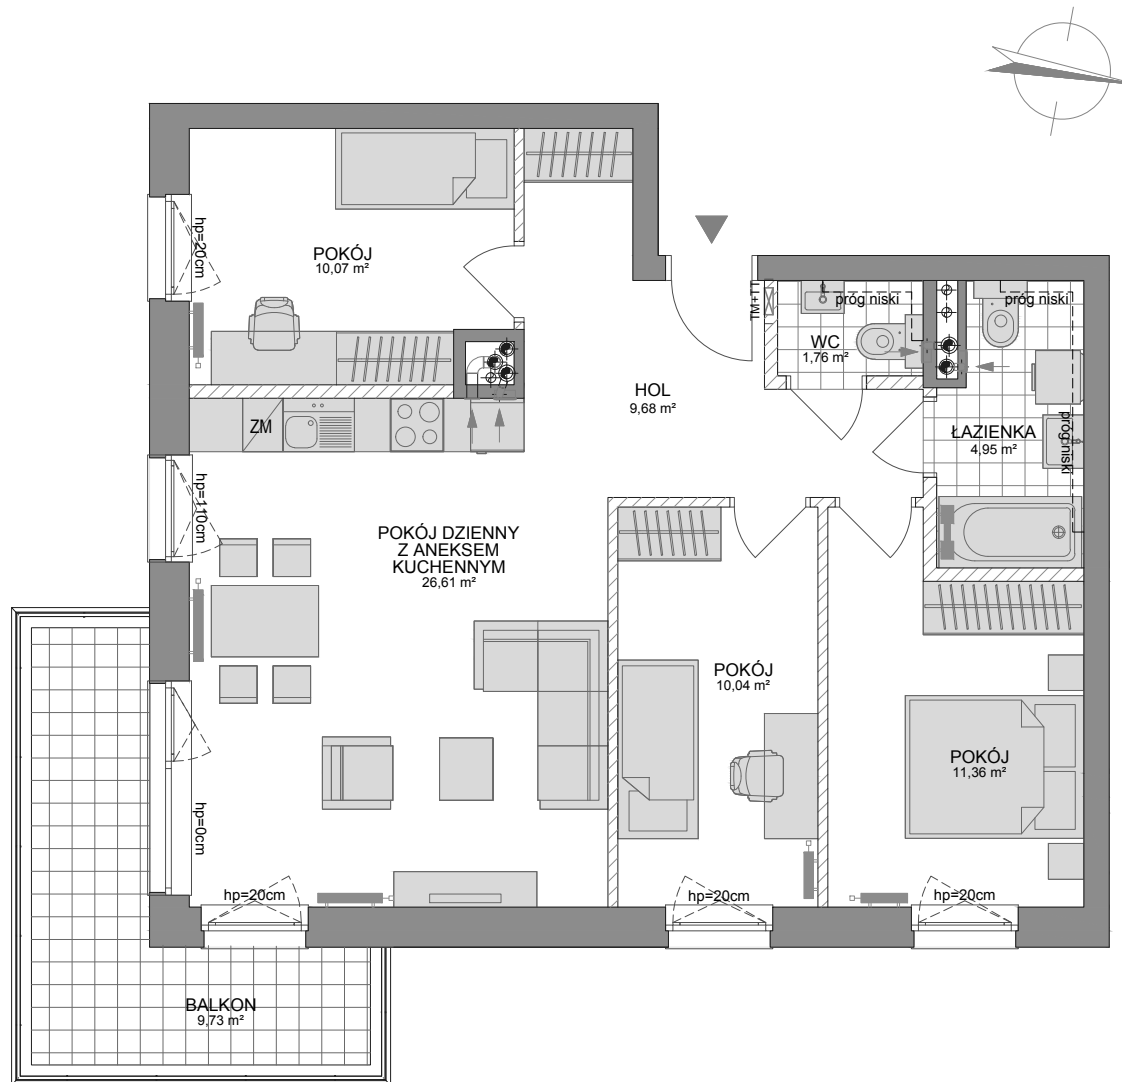 hp=20cm
POKÓJ
10,07 m²
TM+TT
próg niski
WC
1,76 m²
próg niski
HOL
9,68 m²
ZM
ŁAZIENKA
4,95 m²
próg niski
hp=110cm
POKÓJ DZIENNY
Z ANEKSEM
KUCHENNYM
26,61 m²
POKÓJ
10,04 m²
POKÓJ
11,36 m²
hp=0cm
hp=20cm
hp=20cm
hp=20cm
BALKON
9,73 m²